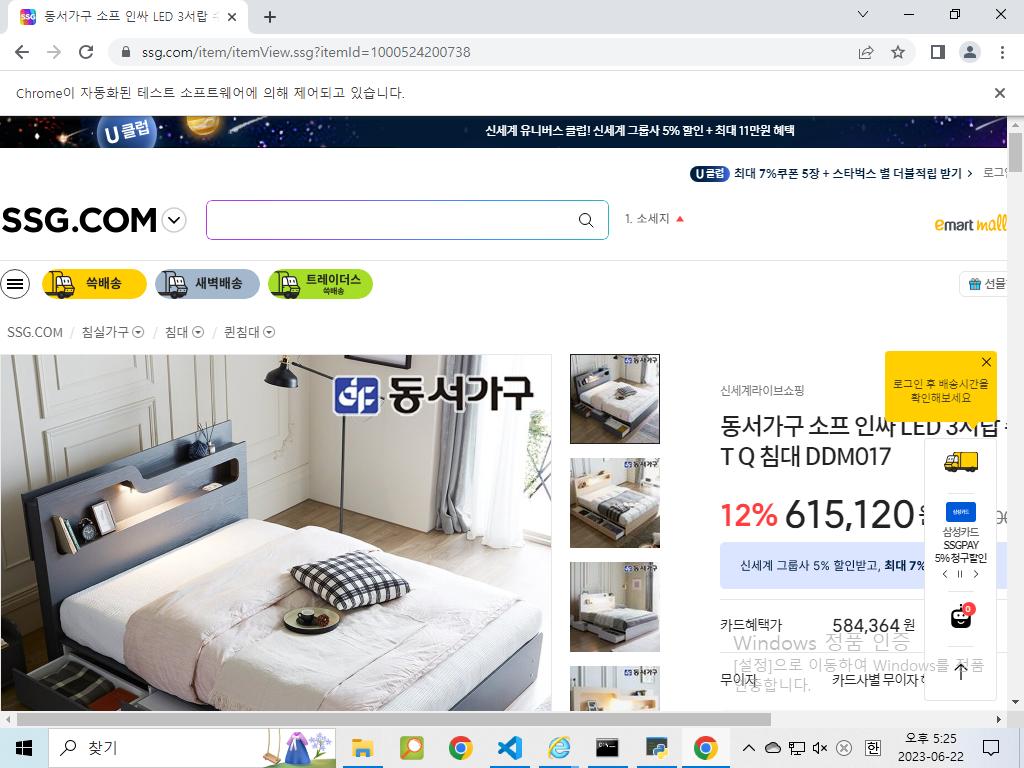 동서가구 소프 인싸 LED 3서랍
ssg.com/item/itemView.ssg?itemId=1000524200738
Chrome이 자동화된 테스트 소프트웨어에 의해 제어되고 있습니다.
U클럽
신세계 유니버스 클럽! 신세계 그룹사 5% 할인 + 최대 11만원 혜택
U 클럽 최대 7%쿠폰 5장 + 스타벅스 별 더블적립 받기
SSG.COM
1. 소세지
emart mall
쓱배송
새벽배송
트레이더스
쓱배송
선물
SSG.COM / 침실가구 / 침대 / 퀸침대
동서가구
신세계라이브쇼핑
로그인 후 배송시간을
확인해보세요
동서가구 소프 인싸 LED 3서랍
T Q 침대 DDM017
12% 615,120
신세계 그룹사 5% 할인받고, 최대 7%
삼성카드
삼성카드
SSGPAY
5% 청구할인
카드혜택가 584,364 원
0
무이자 카드사별 무이자
Windows 정품 인증
[설정]으로 이동하여 Windows를 정품
인증합니다.
찾기
한
오후 5:25
2023-06-22